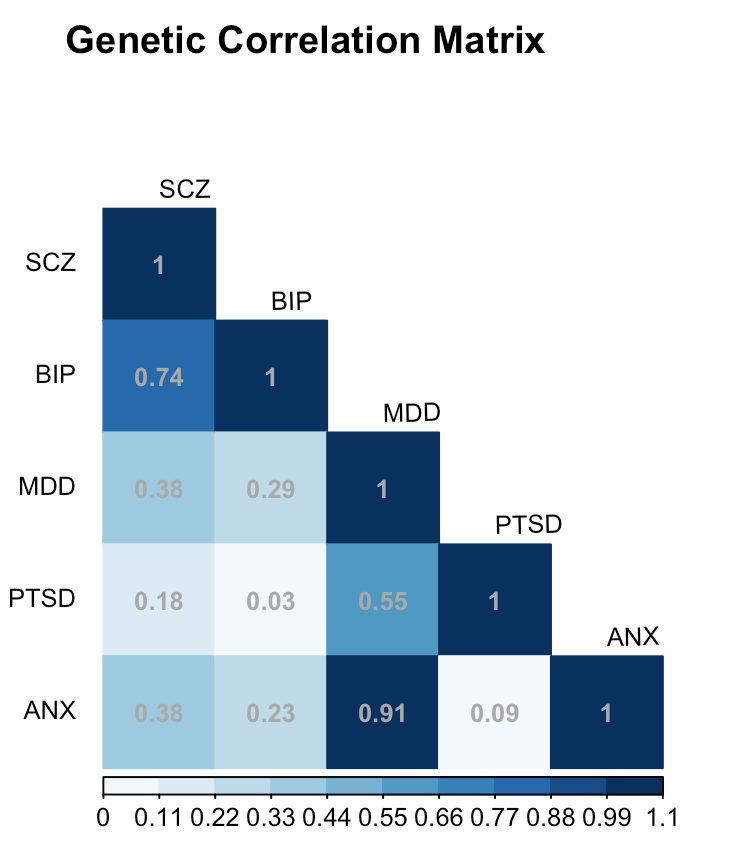 Genetic Correlation Matrix
SCZ
SCZ 1
BIP
BIP 0.74 1
MDD
MDD 0.38 0.29 1
PTSD
PTSD 0.18 0.03 0.55 1
ANX
ANX 0.38 0.23 0.91 0.09 1
0 0.11 0.22 0.33 0.44 0.55 0.66 0.77 0.88 0.99 1.1